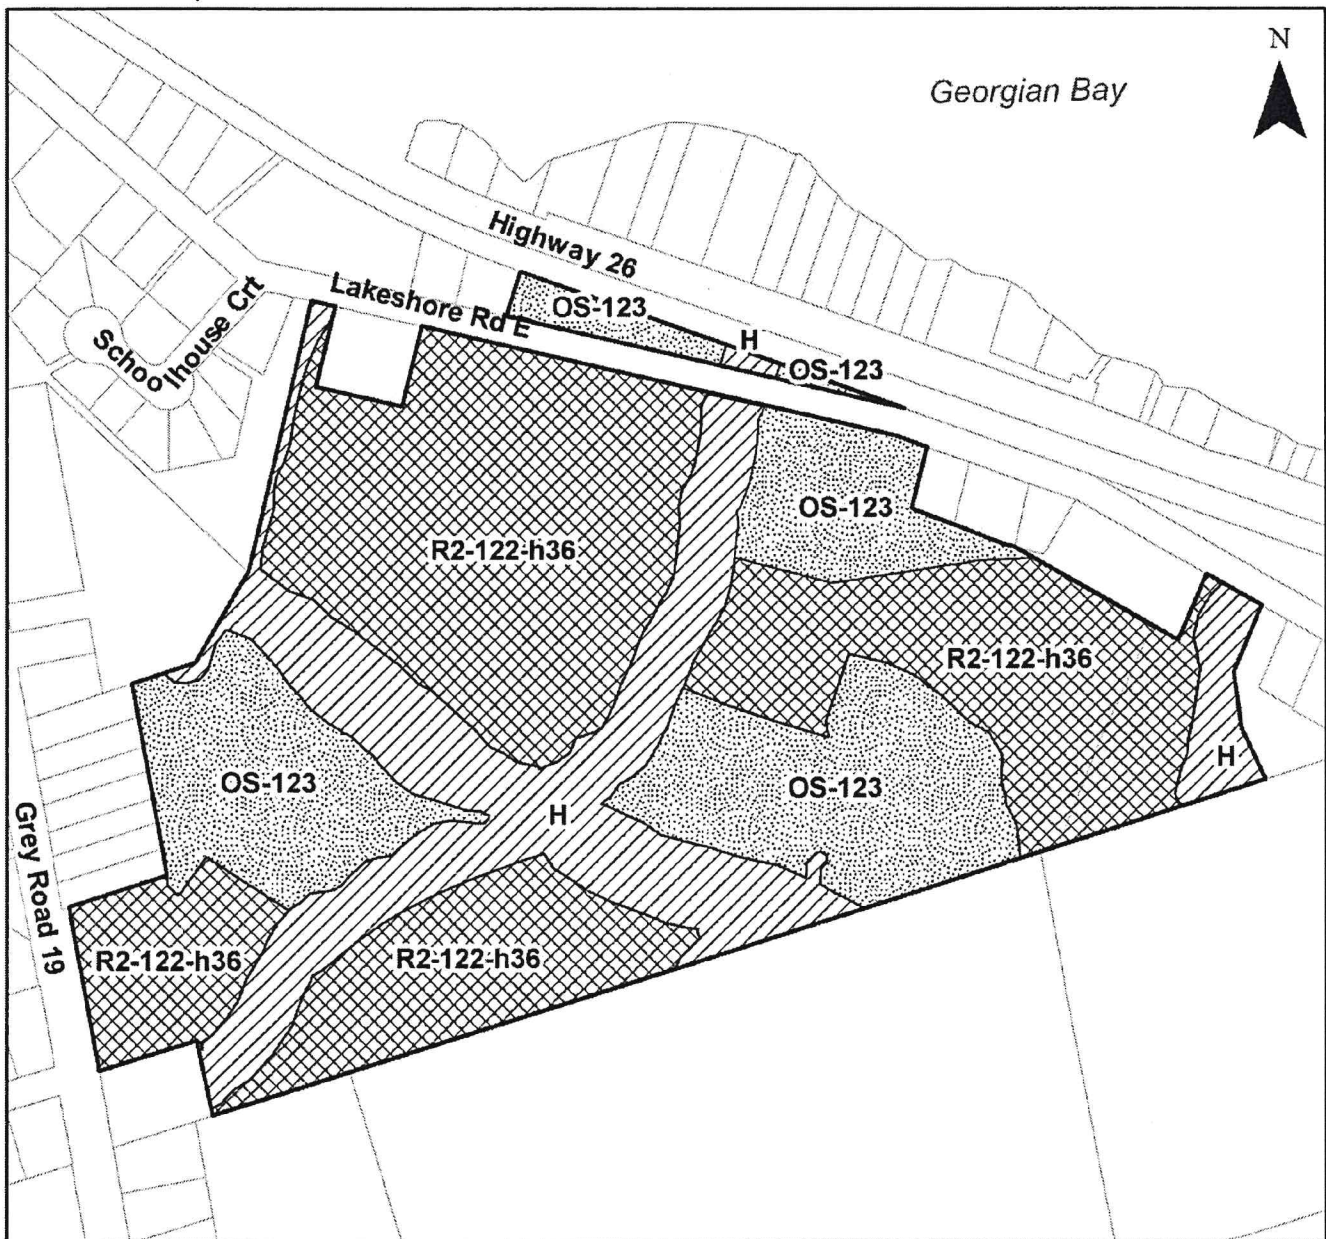 N
Georgian Bay
Highway 26
Lakeshore Rd E
OS-123
H
OS-123
Schoolhouse Crt
OS-123
R2-122-h36
R2-122-h36
H
OS-123
OS-123
H
Grey Road 19
R2-122-h36
R2-122-h36